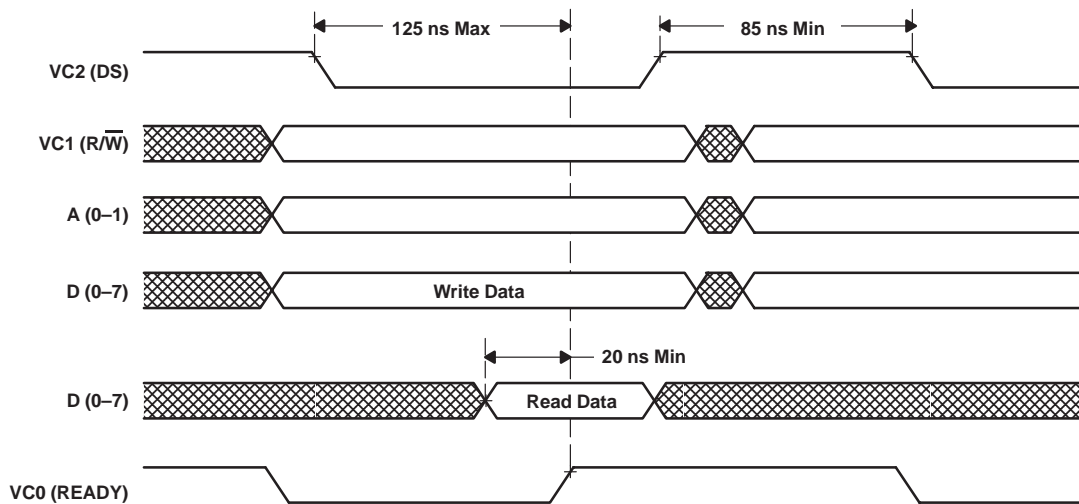 125 ns Max
85 ns Min
VC2 (DS)
VC1 (R/W̅)
A (0–1)
D (0–7)
Write Data
20 ns Min
D (0–7)
Read Data
VC0 (READY)